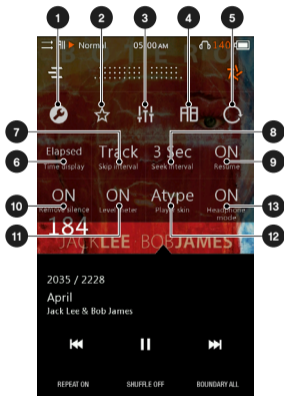 1 2 3 4 5
Normal 05:00 AM 140
7 8
Elapsed Track 3 Sec ON
6 Time display Skip interval Seek interval Resume 9
ON ON Atype ON
10 Remove silence Level meter Player skin Headphone mode 13
184
11 12
JACK LEE · BOB JAMES
2035 / 2228
April
Jack Lee & Bob James
REPEAT ON SHUFFLE OFF BOUNDARY ALL